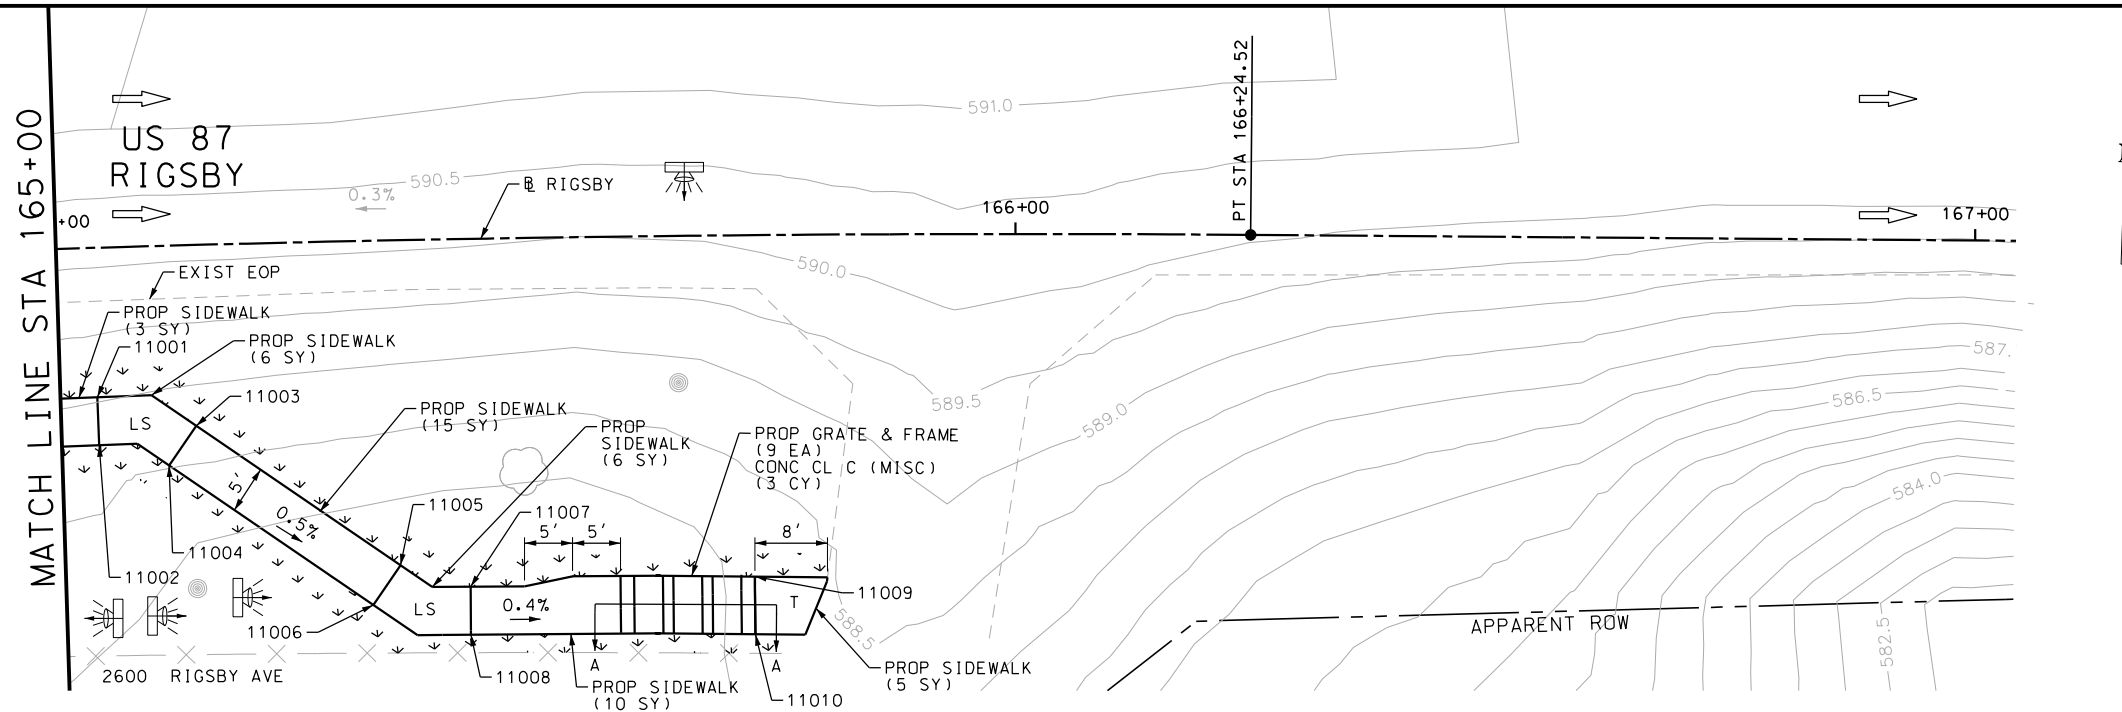 MATCH LINE STA 165+00
US 87
RIGSBY
+00
590.5
0.3%
℄ RIGSBY
591.0
166+00
PT STA 166+24.52
167+00
EXIST EOP
590.0
PROP SIDEWALK
(3 SY)
11001
PROP SIDEWALK
(6 SY)
11003
LS
PROP SIDEWALK
(15 SY)
PROP
SIDEWALK
(6 SY)
PROP GRATE & FRAME
(9 EA)
CONC CL C (MISC)
(3 CY)
589.5
589.0
587.
586.5
584.0
582.5
5'
0.5%
11005
11007
5'
5'
8'
11004
11002
11006
LS
0.4%
T
11009
588.5
A
A
11008
PROP SIDEWALK
(10 SY)
11010
PROP SIDEWALK
(5 SY)
2600 RIGSBY AVE
APPARENT ROW